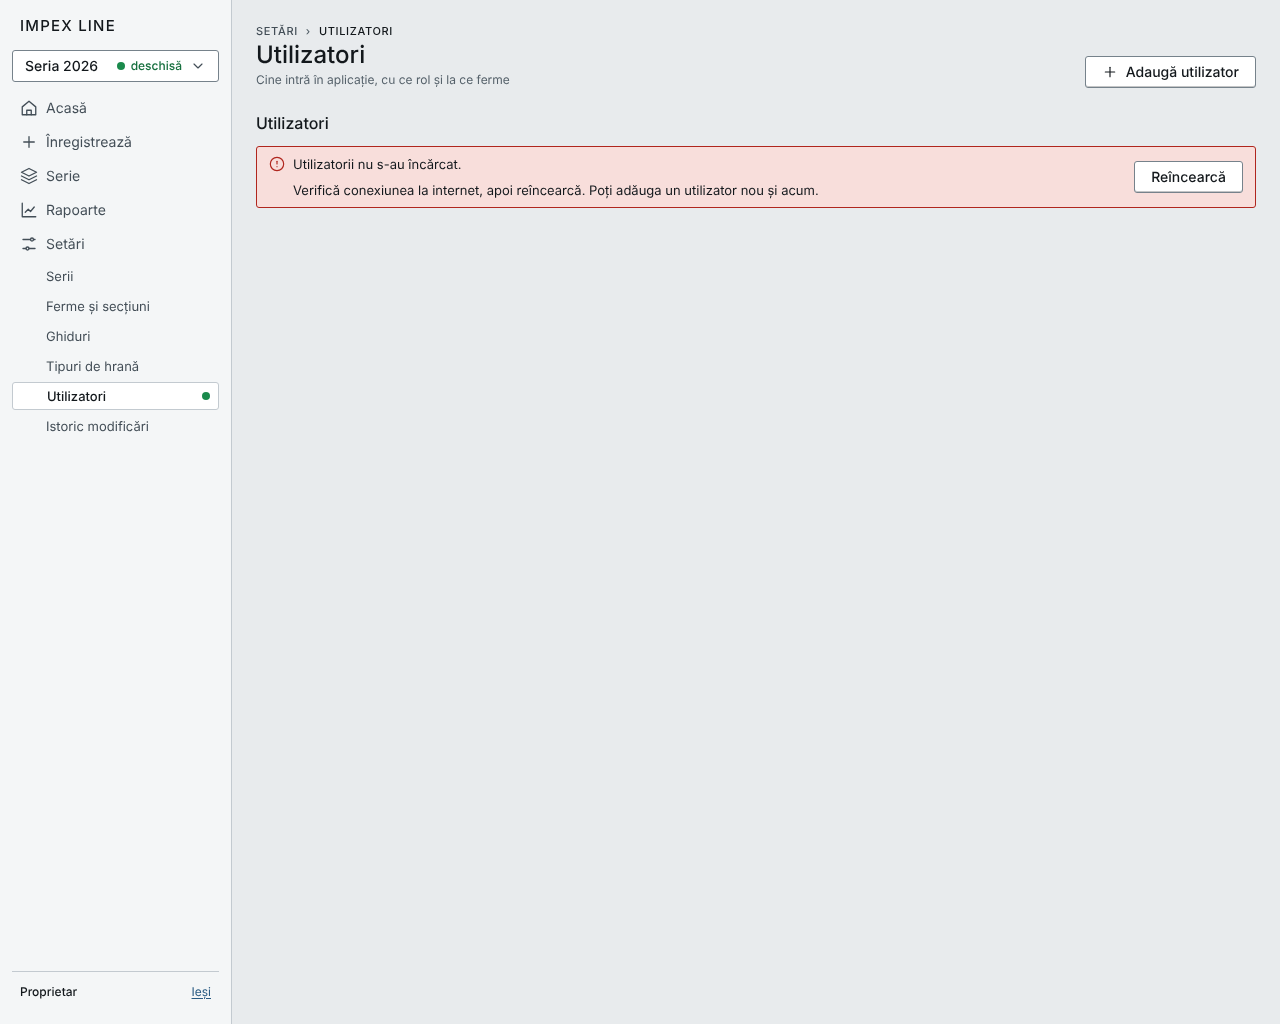 IMPEX LINE
Seria 2026 deschisă
Acasă
Înregistrează
Serie
Rapoarte
Setări
Serii
Ferme și secțiuni
Ghiduri
Tipuri de hrană
Utilizatori
Istoric modificări
Proprietar Ieși
SETĂRI › UTILIZATORI
Utilizatori
Cine intră în aplicație, cu ce rol și la ce ferme
Adaugă utilizator
Utilizatori
Utilizatorii nu s-au încărcat.
Verifică conexiunea la internet, apoi reîncearcă. Poți adăuga un utilizator nou și acum.
Reîncearcă